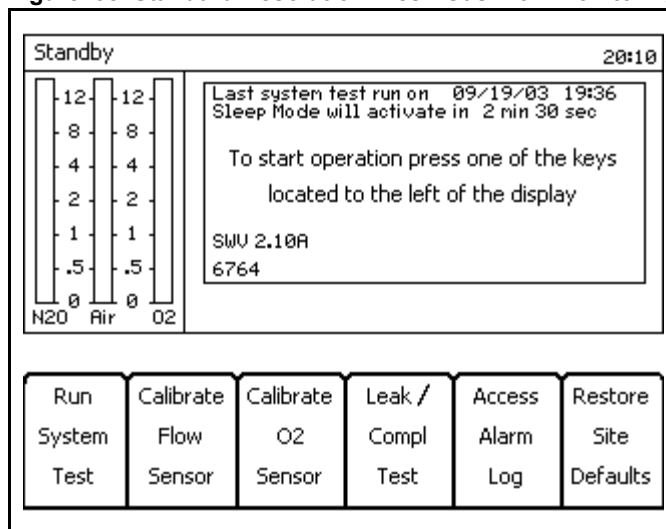 Standby 20:10
12 12
8 8
4 4
2 2
1 1
.5 .5
0 0
N2O Air O2
Last system test run on 09/19/03 19:36
Sleep Mode will activate in 2 min 30 sec
To start operation press one of the keys
located to the left of the display
SWV 2.10A
6764
Run System Test
Calibrate Flow Sensor
Calibrate O2 Sensor
Leak / Compl Test
Access Alarm Log
Restore Site Defaults